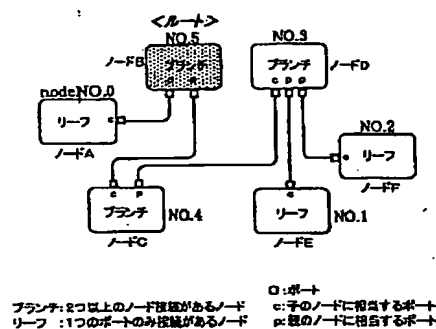 <ルート>
NO.5
ノードB
ブランチ
NO.3
ブランチ
ノードD
c p p
nodeNO.0
リーフ c
ノードA
NO.2
c リーフ
ノードF
c p
ブランチ
NO.4
ノードC
c
リーフ
NO.1
ノードE
□:ポート
ブランチ:2つ以上のノード接続があるノード
c:子のノードに相当するポート
リーフ:1つのポートのみ接続があるノード
p:親のノードに相当するポート